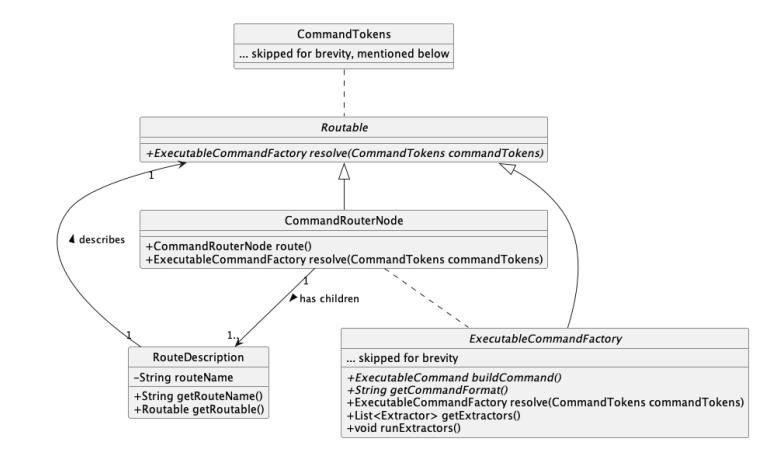 CommandTokens
... skipped for brevity, mentioned below
Routable
+ExecutableCommandFactory resolve(CommandTokens commandTokens)
1
CommandRouterNode
+CommandRouterNode route()
+ExecutableCommandFactory resolve(CommandTokens commandTokens)
describes
1
has children
1
1..
RouteDescription
-String routeName
+String getRouteName()
+Routable getRoutable()
ExecutableCommandFactory
... skipped for brevity
+ExecutableCommand buildCommand()
+String getCommandFormat()
+ExecutableCommandFactory resolve(CommandTokens commandTokens)
+List<Extractor> getExtractors()
+void runExtractors()